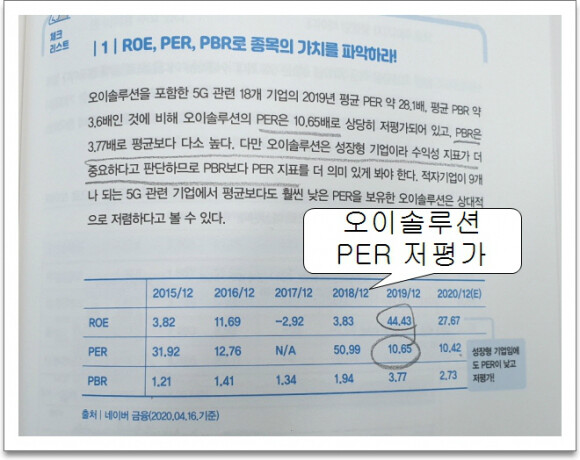 체크
리스트
| 1 | ROE, PER, PBR로 종목의 가치를 파악하라!
오이솔루션을 포함한 5G 관련 18개 기업의 2019년 평균 PER 약 28.1배, 평균 PBR 약
3.6배인 것에 비해 오이솔루션의 PER은 10.65배로 상당히 저평가되어 있고, PBR은
3.77배로 평균보다 다소 높다. 다만 오이솔루션은 성장형 기업이라 수익성 지표가 더
중요하다고 판단하므로 PBR보다 PER 지표를 더 의미 있게 봐야 한다. 적자기업이 9개
나 되는 5G 관련 기업에서 평균보다도 훨씬 낮은 PER을 보유한 오이솔루션은 상대적
으로 저렴하다고 볼 수 있다.
오이솔루션
PER 저평가
2015/12 2016/12 2017/12 2018/12 2019/12 2020/12(E)
ROE 3.82 11.69 -2.92 3.83 44.43 27.67
PER 31.92 12.76 N/A 50.99 10.65 10.42
PBR 1.21 1.41 1.34 1.94 3.77 2.73
성장형 기업임에
도 PER이 낮고
저평가!
출처 | 네이버 금융(2020.04.16.기준)